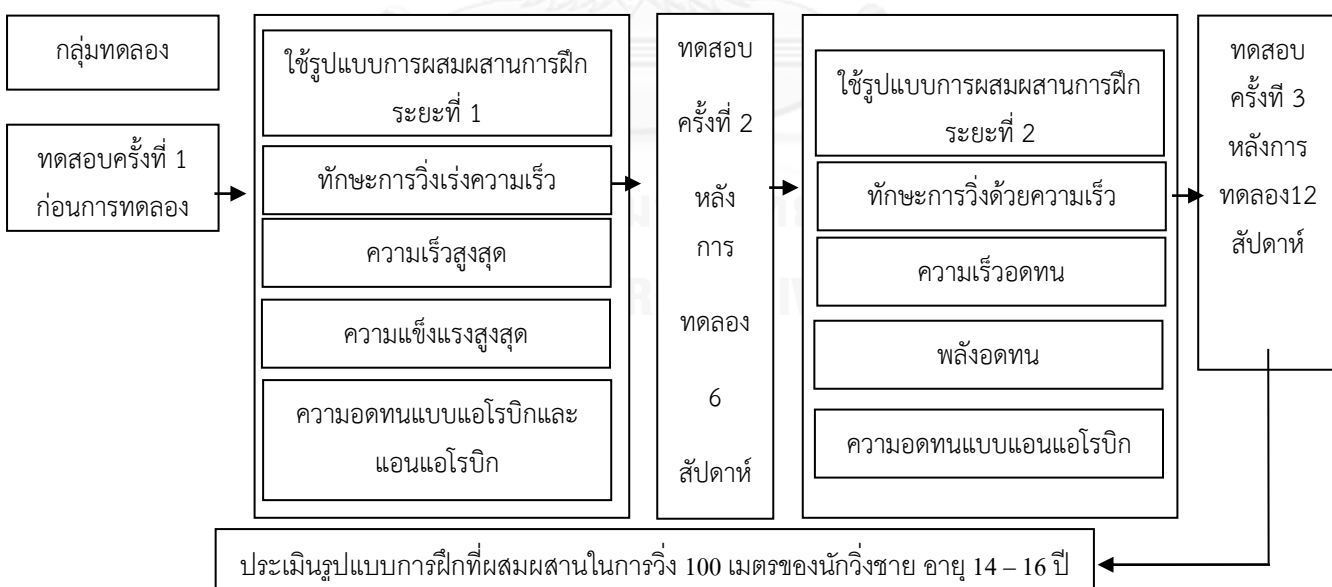 กลุ่มทดลอง
ทดสอบครั้งที่ 1
ก่อนการทดลอง
ใช้รูปแบบการผสมผสานการฝึก
ระยะที่ 1
ทักษะการวิ่งเร่งความเร็ว
ความเร็วสูงสุด
ความแข็งแรงสูงสุด
ความอดทนแบบแอโรบิกและ
แอนแอโรบิก
ทดสอบ
ครั้งที่ 2
หลัง
การ
ทดลอง
6
สัปดาห์
ใช้รูปแบบการผสมผสานการฝึก
ระยะที่ 2
ทักษะการวิ่งด้วยความเร็ว
ความเร็วอดทน
พลังอดทน
ความอดทนแบบแอนแอโรบิก
ทดสอบ
ครั้งที 3
หลังการ
ทดลอง12
สัปดาห์
ประเมินรูปแบบการฝึกที่ผสมผสานในการวิ่ง 100 เมตรของนักวิ่งชาย อายุ 14 – 16 ปี